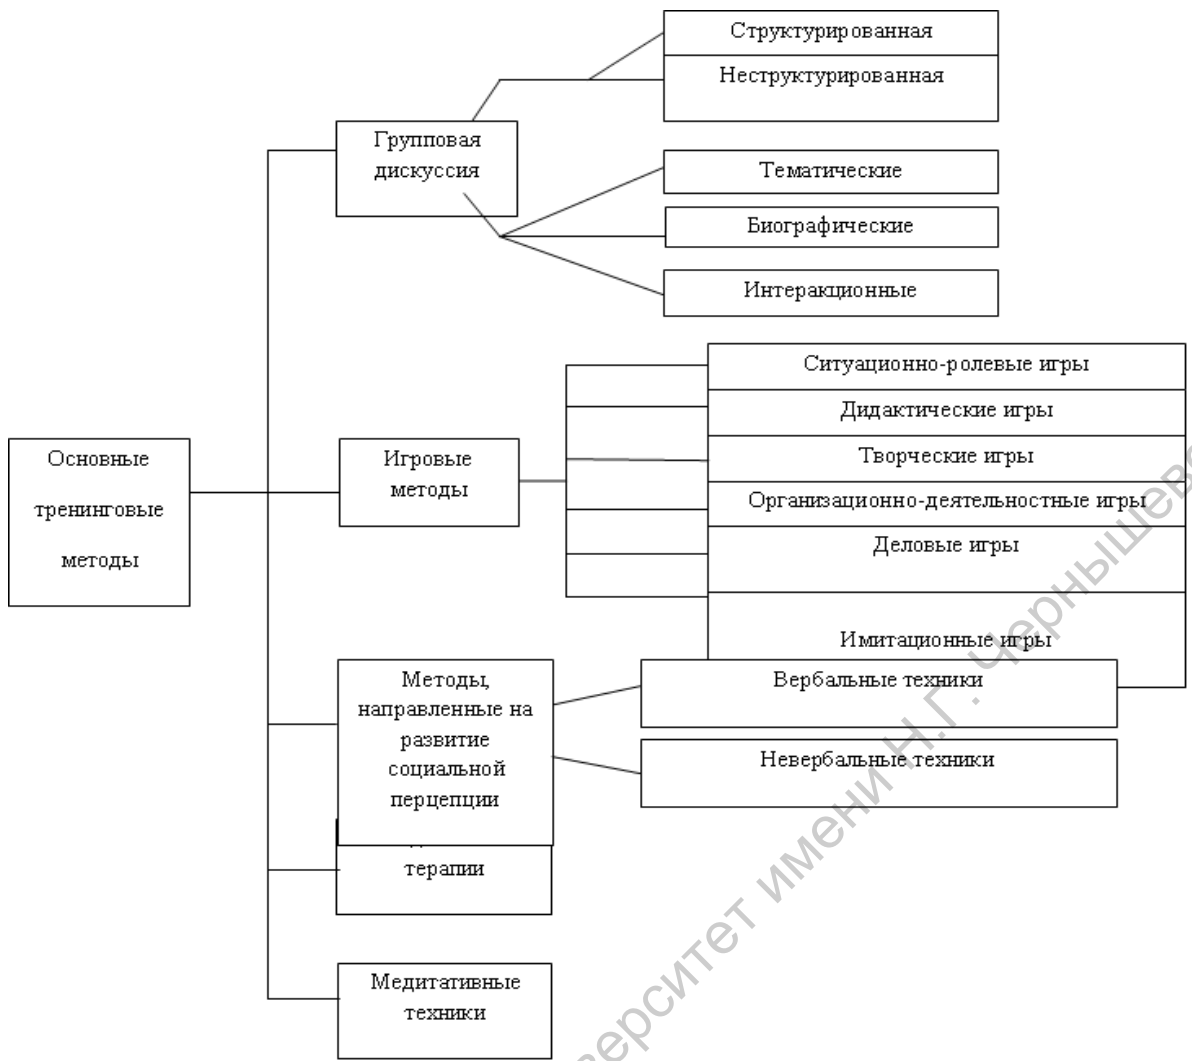 Структурированная
Неструктурированная
Групповая
дискуссия
Тематические
Биографические
Интеракционные
Ситуационно-ролевые игры
Дидактические игры
Творческие игры
Организационно-деятельностные игры
Деловые игры
Имитационные игры
Основные
тренинговые
методы
Игровые
методы
Методы,
направленные на
развитие
социальной
перцепции
Вербальные техники
Невербальные техники
терапии
Медитативные
техники
имени Н.Г.